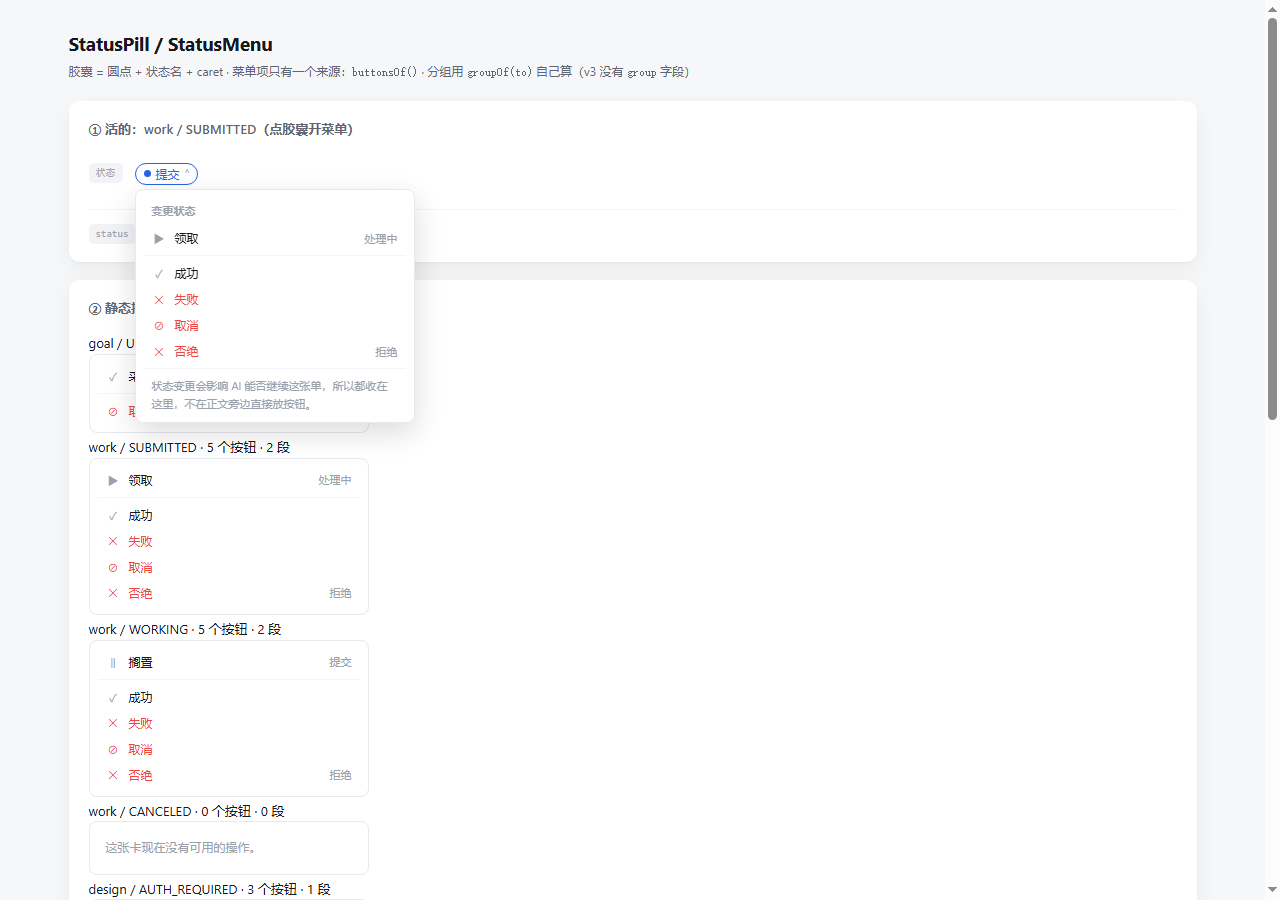 StatusPill / StatusMenu
胶囊 = 圆点 + 状态名 + caret · 菜单项只有一个来源：buttonsOf() · 分组用 groupOf(to) 自己算（v3 没有 group 字段）
① 活的：work / SUBMITTED（点胶囊开菜单）
状态
提交 ^
变更状态
▶ 领取 处理中
✓ 成功
✕ 失败
⊘ 取消
✕ 否绝 拒绝
状态变更会影响 AI 能否继续这张单，所以都收在
这里，不在正文旁边直接放按钮。
status
② 静态
goal / U
✓
⊘
work / SUBMITTED · 5 个按钮 · 2 段
▶ 领取 处理中
✓ 成功
✕ 失败
⊘ 取消
✕ 否绝 拒绝
work / WORKING · 5 个按钮 · 2 段
|| 搁置 提交
✓ 成功
✕ 失败
⊘ 取消
✕ 否绝 拒绝
work / CANCELED · 0 个按钮 · 0 段
这张卡现在没有可用的操作。
design / AUTH_REQUIRED · 3 个按钮 · 1 段